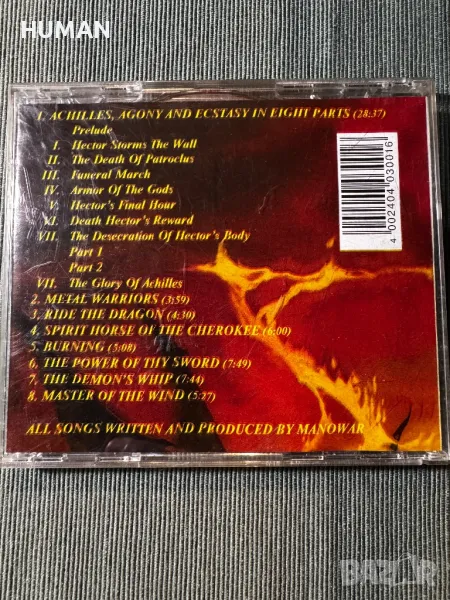 HUMAN
1. ACHILLES, AGONY AND ECSTASY IN EIGHT PARTS (28:37)
Prelude
I. Hector Storms The Wall
II. The Death Of Patroclus
III. Funeral March
IV. Armor Of The Gods
V. Hector's Final Hour
VI. Death Hector's Reward
VII. The Desecration Of Hector's Body
Part 1
Part 2
VII. The Glory Of Achilles
2. METAL WARRIORS (3:59)
3. RIDE THE DRAGON (4:30)
4. SPIRIT HORSE OF THE CHEROKEE (6:00)
5. BURNING (5:08)
6. THE POWER OF THY SWORD (7:49)
7. THE DEMON'S WHIP (7:44)
8. MASTER OF THE WIND (5:27)
ALL SONGS WRITTEN AND PRODUCED BY MANOWAR
4 002404 030016
BAZAR